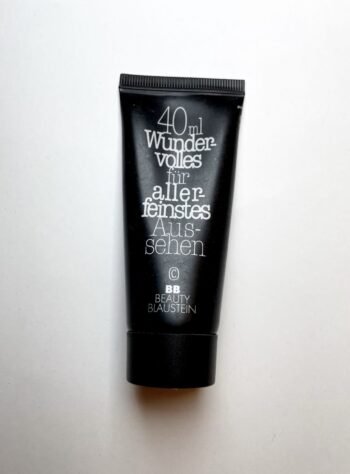 40ml
Wunder-
volles
für
aller-
feinstes
Aus-
sehen
©
BB
BEAUTY
BLAUSTEIN